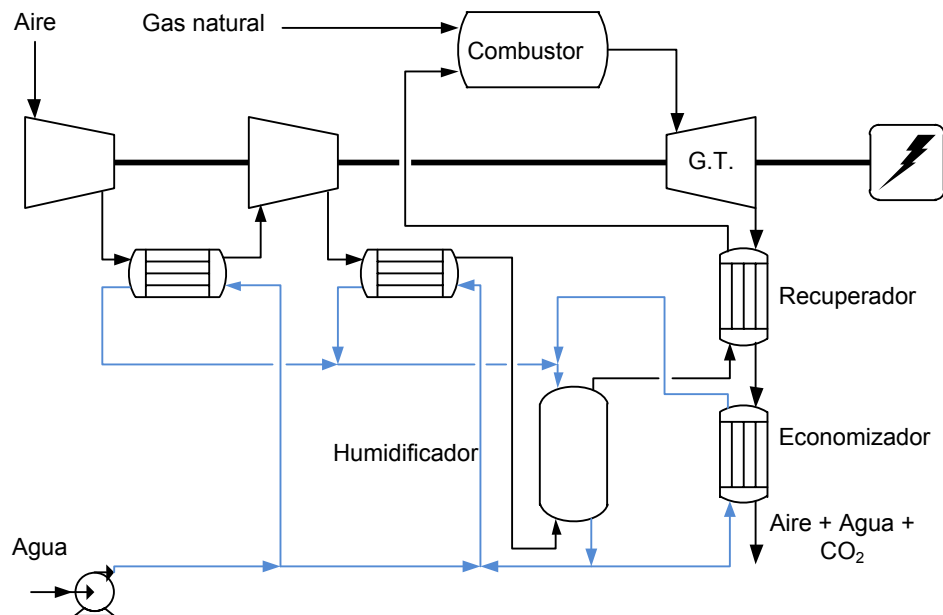 Aire
Gas natural
Combustor
G.T.
Recuperador
Humidificador
Economizador
Aire + Agua +
CO₂
Agua